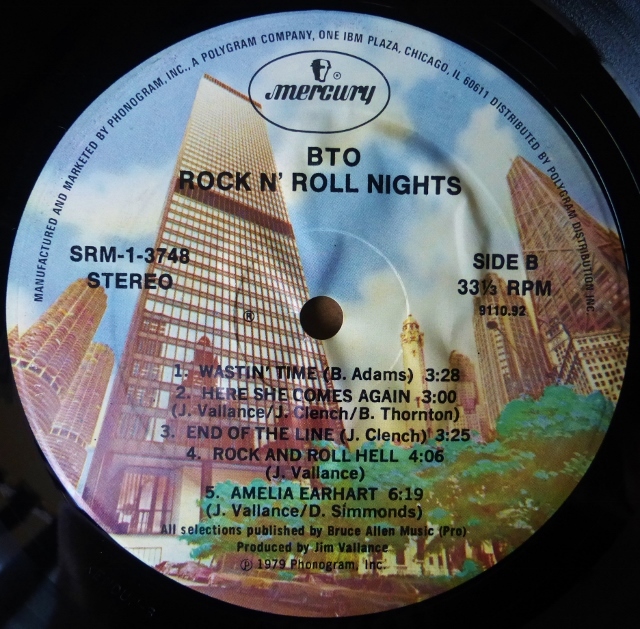 MANUFACTURED AND MARKETED BY PHONOGRAM, INC., A POLYGRAM COMPANY, ONE IBM PLAZA, CHICAGO, IL 60611 DISTRIBUTED BY POLYGRAM DISTRIBUTION INC
®
mercury
BTO
ROCK N' ROLL NIGHTS
SRM-1-3748
STEREO
SIDE B
33⅓ RPM
9110.92
®
1. WASTIN' TIME (B. Adams) 3:28
2. HERE SHE COMES AGAIN 3:00
(J. Vallance/J. Clench/B. Thornton)
3. END OF THE LINE (J. Clench) 3:25
4. ROCK AND ROLL HELL 4:06
(J. Vallance)
5. AMELIA EARHART 6:19
(J. Vallance/D. Simmonds)
All selections published by Bruce Allen Music (Pro)
Produced by Jim Vallance
℗ 1979 Phonogram, Inc.